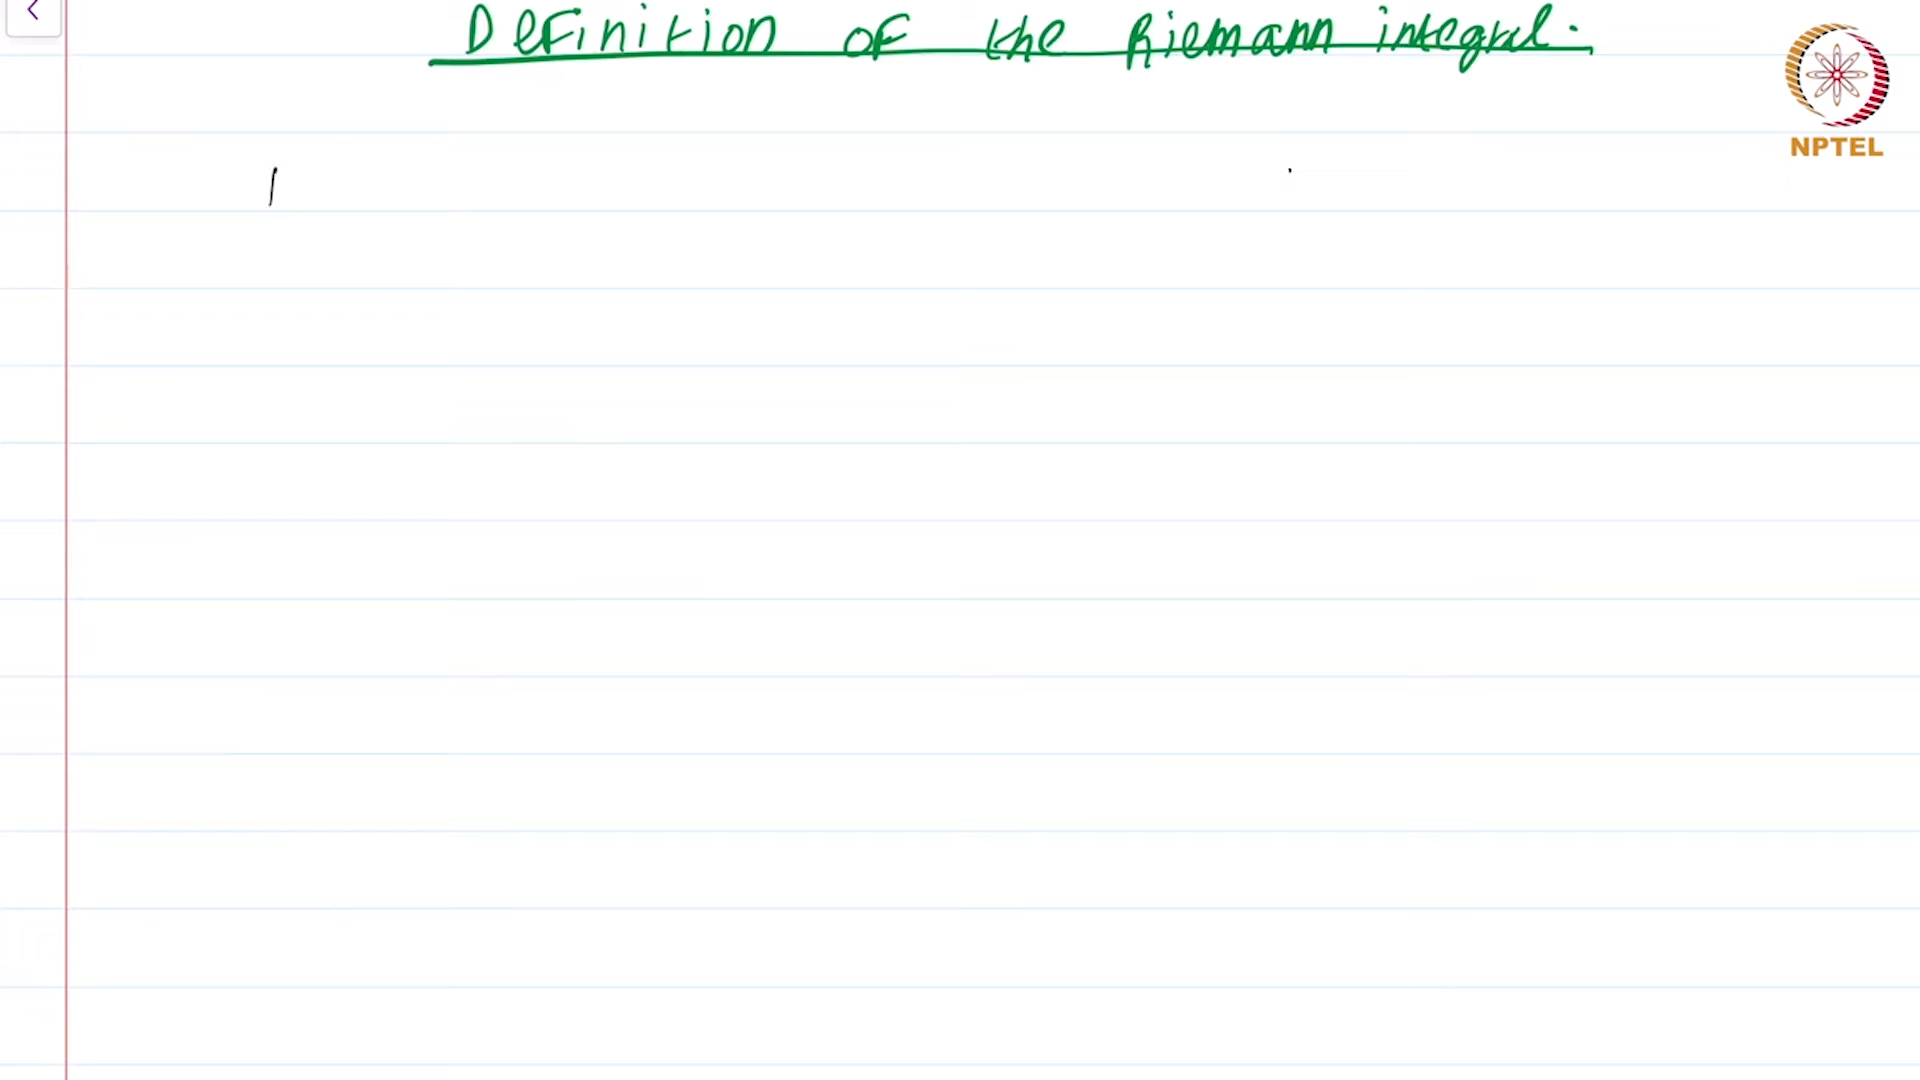 Definition of the Riemann integral.
NPTEL